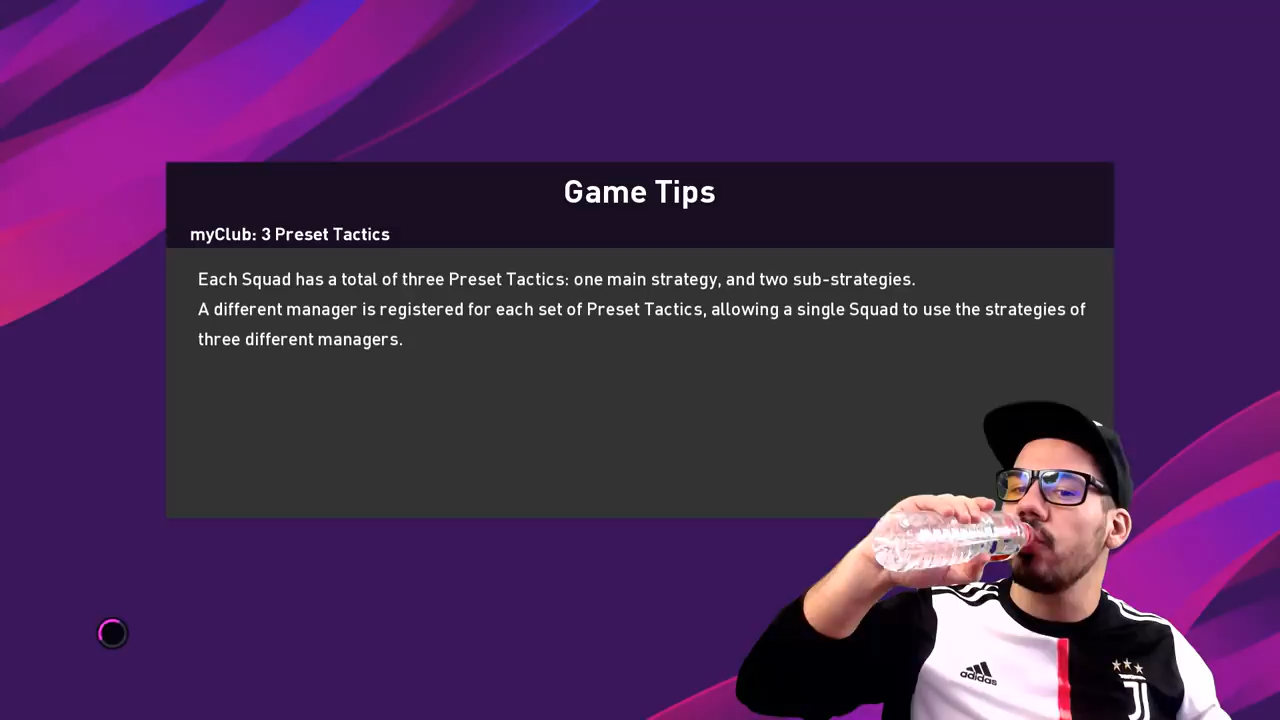 Game Tips
myClub: 3 Preset Tactics
Each Squad has a total of three Preset Tactics: one main strategy, and two sub-strategies.
A different manager is registered for each set of Preset Tactics, allowing a single Squad to use the strategies of
three different managers.
adidas